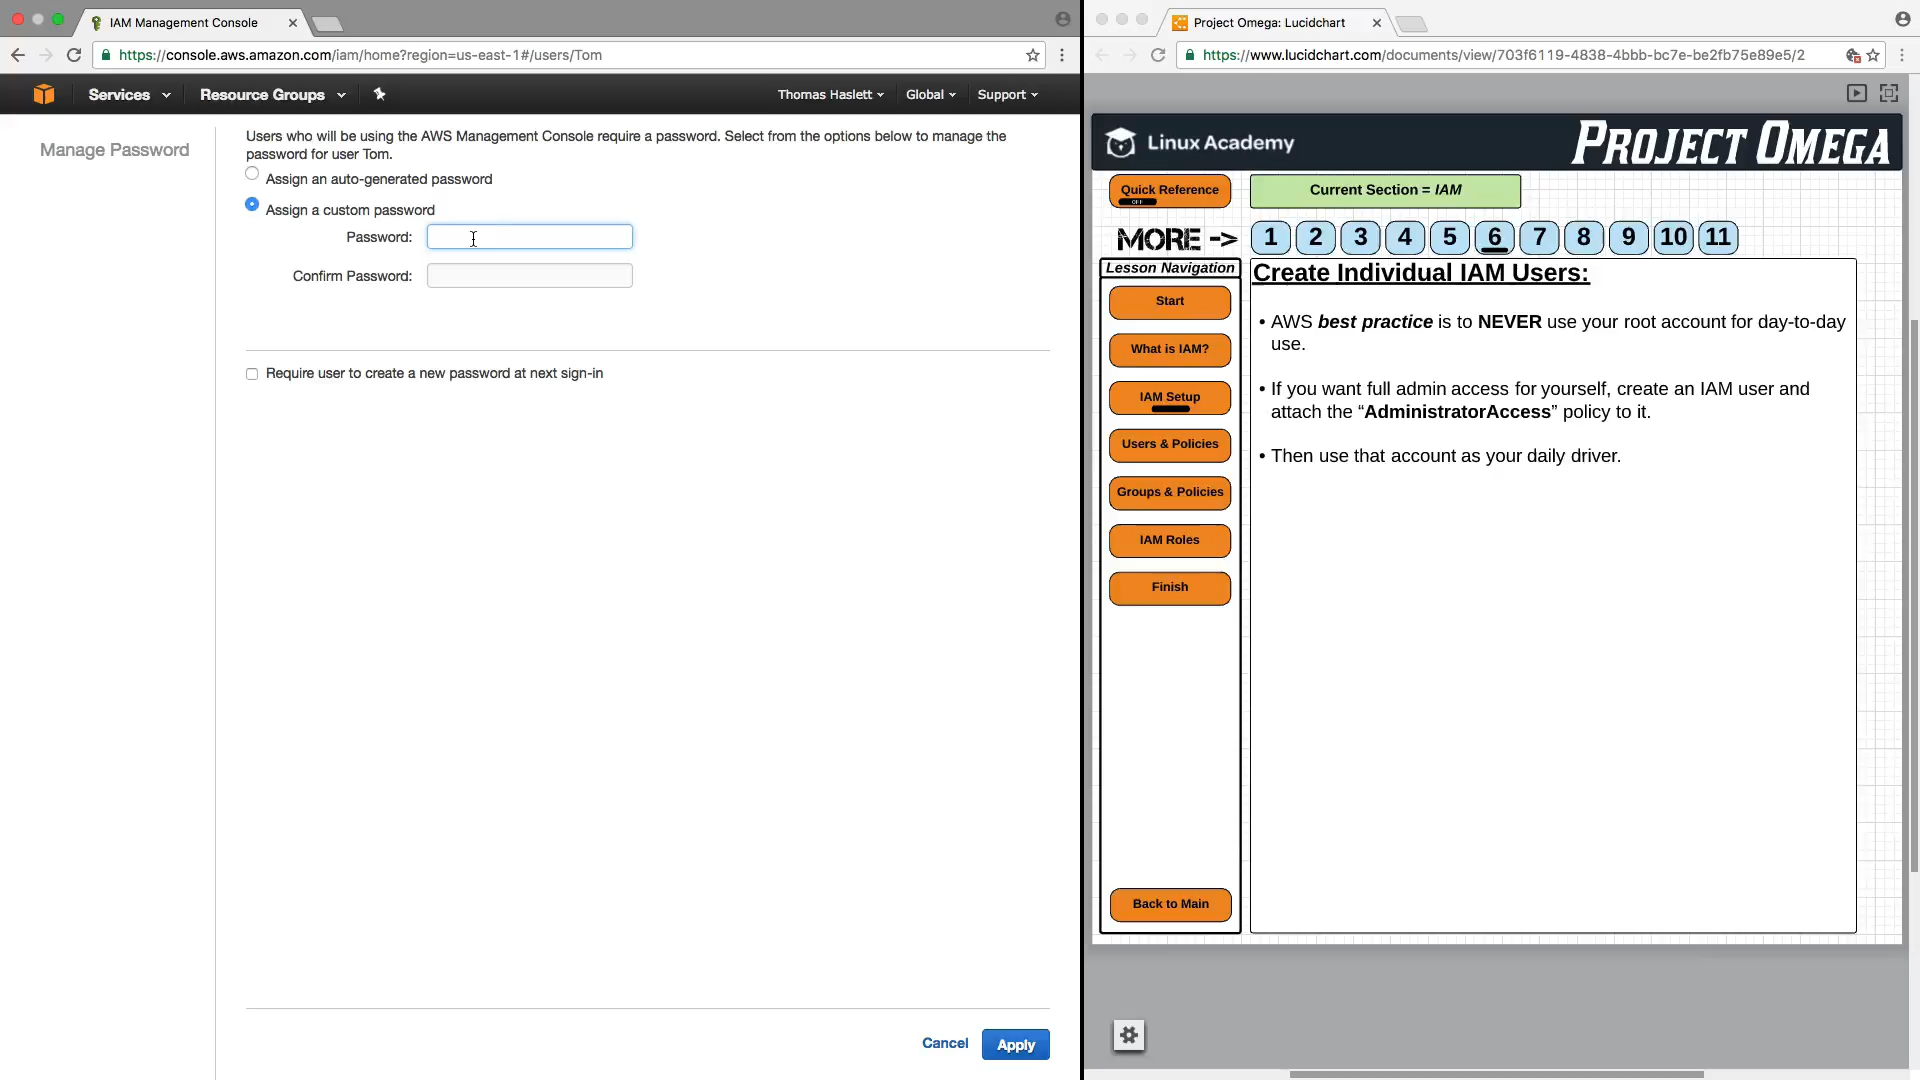 IAM Management Console
https://console.aws.amazon.com/iam/home?region=us-east-1#/users/Tom
Services
Resource Groups
Thomas Haslett
Global
Support
Manage Password
Users who will be using the AWS Management Console require a password. Select from the options below to manage the
password for user Tom.
Assign an auto-generated password
Assign a custom password
Password:
Confirm Password:
Require user to create a new password at next sign-in
Cancel
Apply
Project Omega: Lucidchart
https://www.lucidchart.com/documents/view/703f6119-4838-4bbb-bc7e-be2fb75e89e5/2
Linux Academy
PROJECT OMEGA
Quick Reference
OFF
Current Section = IAM
MORE ->
1 2 3 4 5 6 7 8 9 10 11
Lesson Navigation
Start
What is IAM?
IAM Setup
Users & Policies
Groups & Policies
IAM Roles
Finish
Back to Main
Create Individual IAM Users:
• AWS best practice is to NEVER use your root account for day-to-day
use.
• If you want full admin access for yourself, create an IAM user and
attach the “AdministratorAccess” policy to it.
• Then use that account as your daily driver.